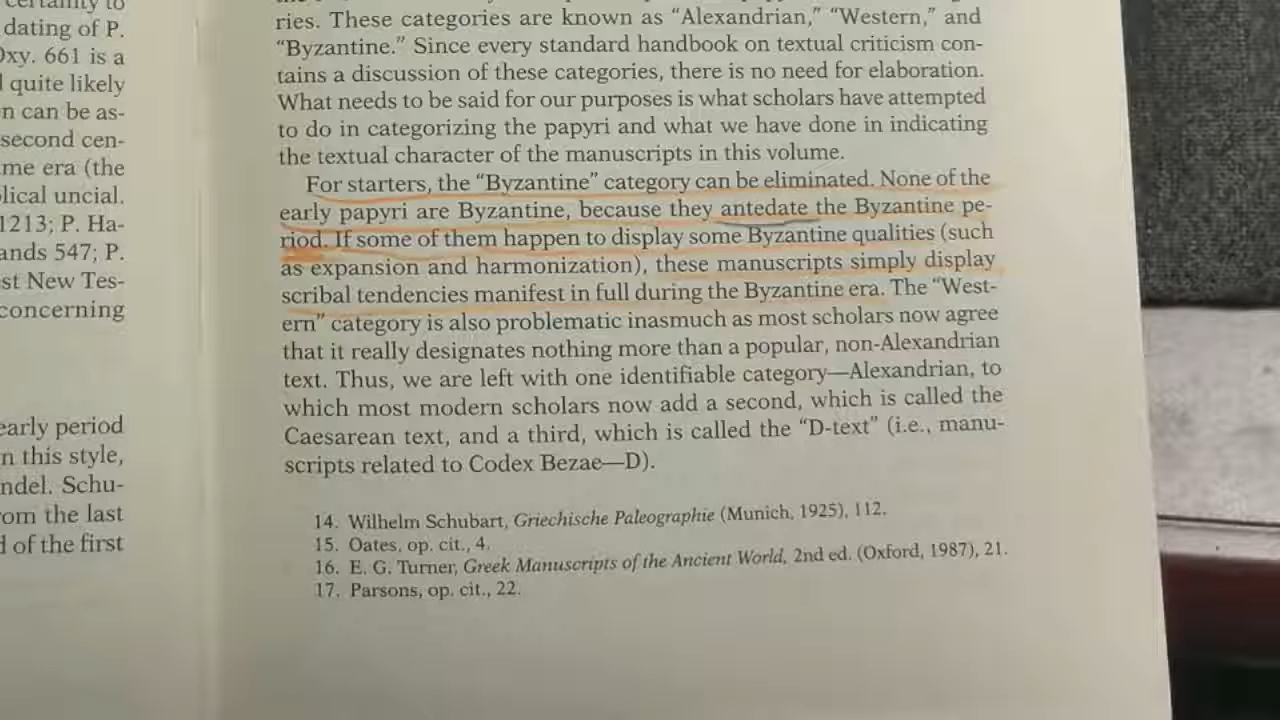 certainty to
dating of P.
Oxy. 661 is a
quite likely
n can be as-
second cen-
me era (the
lical uncial.
1213; P. Ha-
ands 547; P.
st New Tes-
concerning
early period
n this style,
ndel. Schu-
om the last
d of the first
ries. These categories are known as “Alexandrian,” “Western,” and
“Byzantine.” Since every standard handbook on textual criticism con-
tains a discussion of these categories, there is no need for elaboration.
What needs to be said for our purposes is what scholars have attempted
to do in categorizing the papyri and what we have done in indicating
the textual character of the manuscripts in this volume.
For starters, the “Byzantine” category can be eliminated. None of the
early papyri are Byzantine, because they antedate the Byzantine pe-
riod. If some of them happen to display some Byzantine qualities (such
as expansion and harmonization), these manuscripts simply display
scribal tendencies manifest in full during the Byzantine era. The “West-
ern” category is also problematic inasmuch as most scholars now agree
that it really designates nothing more than a popular, non-Alexandrian
text. Thus, we are left with one identifiable category—Alexandrian, to
which most modern scholars now add a second, which is called the
Caesarean text, and a third, which is called the “D-text” (i.e., manu-
scripts related to Codex Bezae—D).
14. Wilhelm Schubart, Griechische Paleographie (Munich, 1925), 112.
15. Oates, op. cit., 4.
16. E. G. Turner, Greek Manuscripts of the Ancient World, 2nd ed. (Oxford, 1987), 21.
17. Parsons, op. cit., 22.